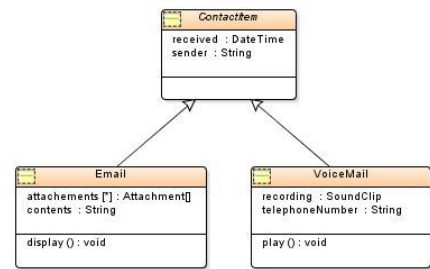 ContactItem
received : DateTime
sender : String
Email
attachements [*] : Attachment[]
contents : String
display () : void
VoiceMail
recording : SoundClip
telephoneNumber : String
play () : void